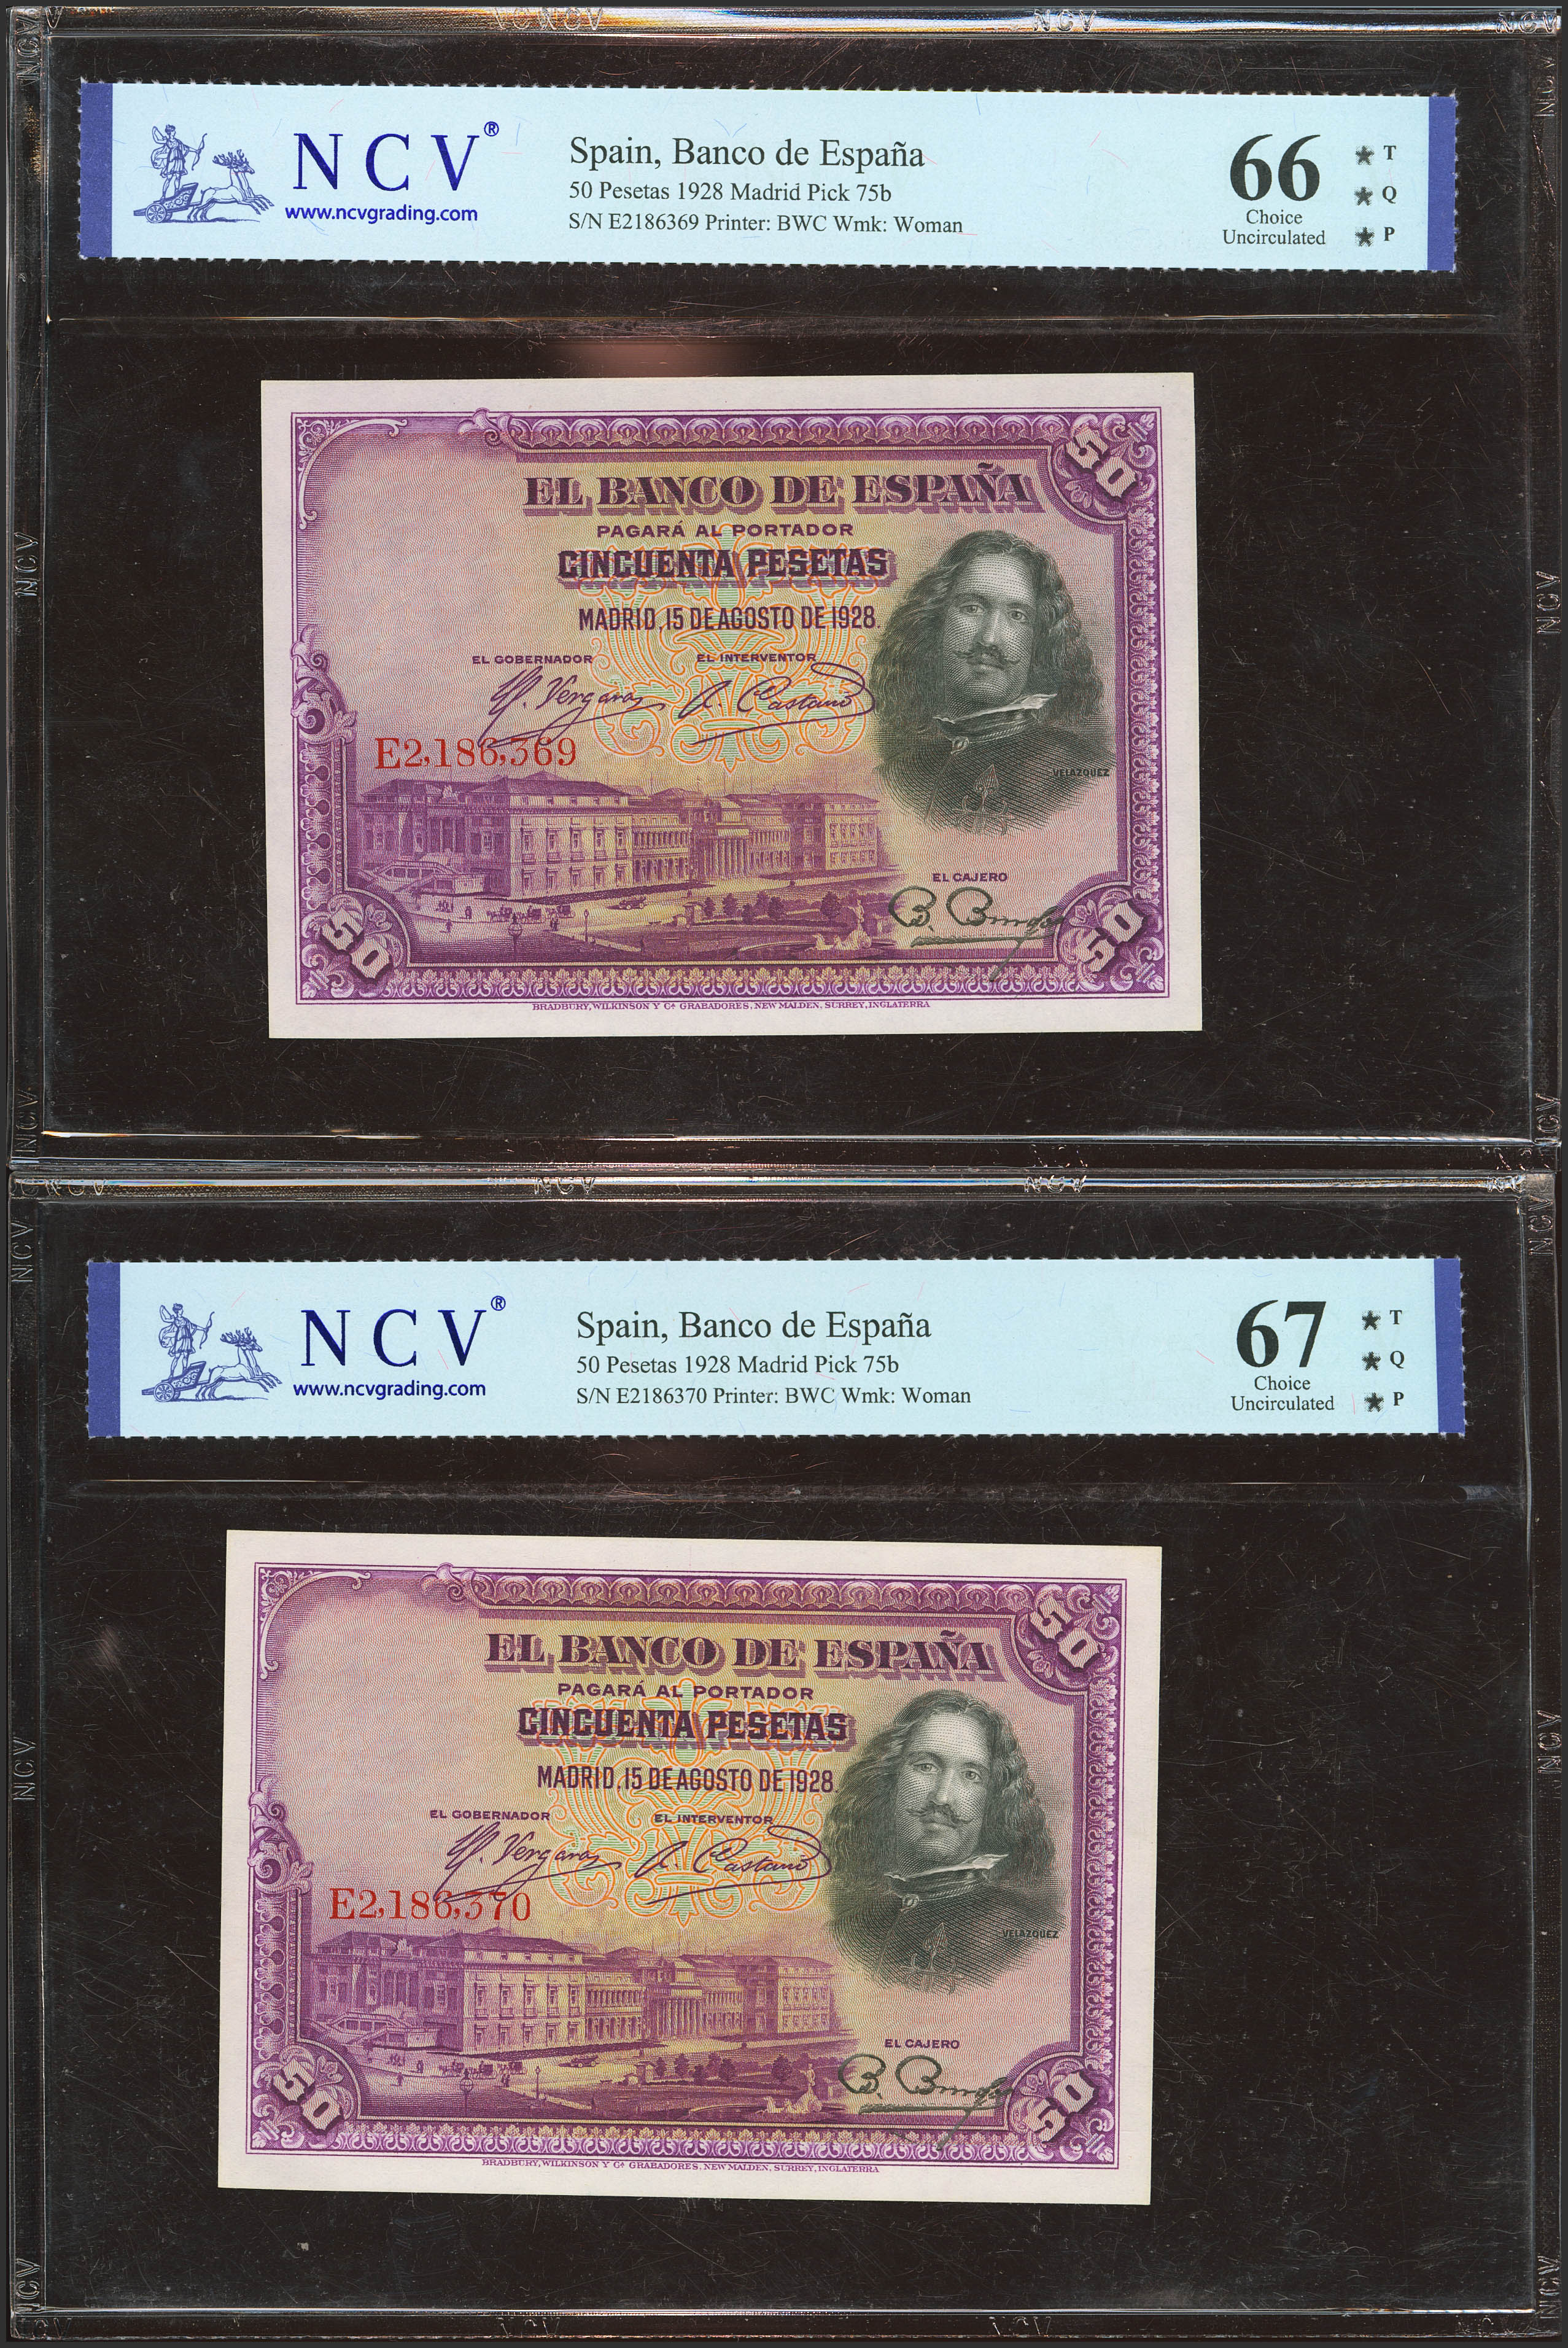 NCV®
www.ncvgrading.com
Spain, Banco de España
50 Pesetas 1928 Madrid Pick 75b
S/N E2186369 Printer: BWC Wmk: Woman
66
Choice
Uncirculated
★ T
★ Q
★ P
50
EL BANCO DE ESPAÑA
PAGARÁ AL PORTADOR
CINCUENTA PESETAS
MADRID, 15 DE AGOSTO DE 1928.
EL GOBERNADOR
EL INTERVENTOR
E2,186,369
VELAZQUEZ
EL CAJERO
50
50
BRADBURY, WILKINSON Y Cª GRABADORES, NEW MALDEN, SURREY, INGLATERRA
NCV®
www.ncvgrading.com
Spain, Banco de España
50 Pesetas 1928 Madrid Pick 75b
S/N E2186370 Printer: BWC Wmk: Woman
67
Choice
Uncirculated
★ T
★ Q
★ P
50
EL BANCO DE ESPAÑA
PAGARÁ AL PORTADOR
CINCUENTA PESETAS
MADRID, 15 DE AGOSTO DE 1928.
EL GOBERNADOR
EL INTERVENTOR
E2,186,370
VELAZQUEZ
EL CAJERO
50
50
BRADBURY, WILKINSON Y Cª GRABADORES, NEW MALDEN, SURREY, INGLATERRA